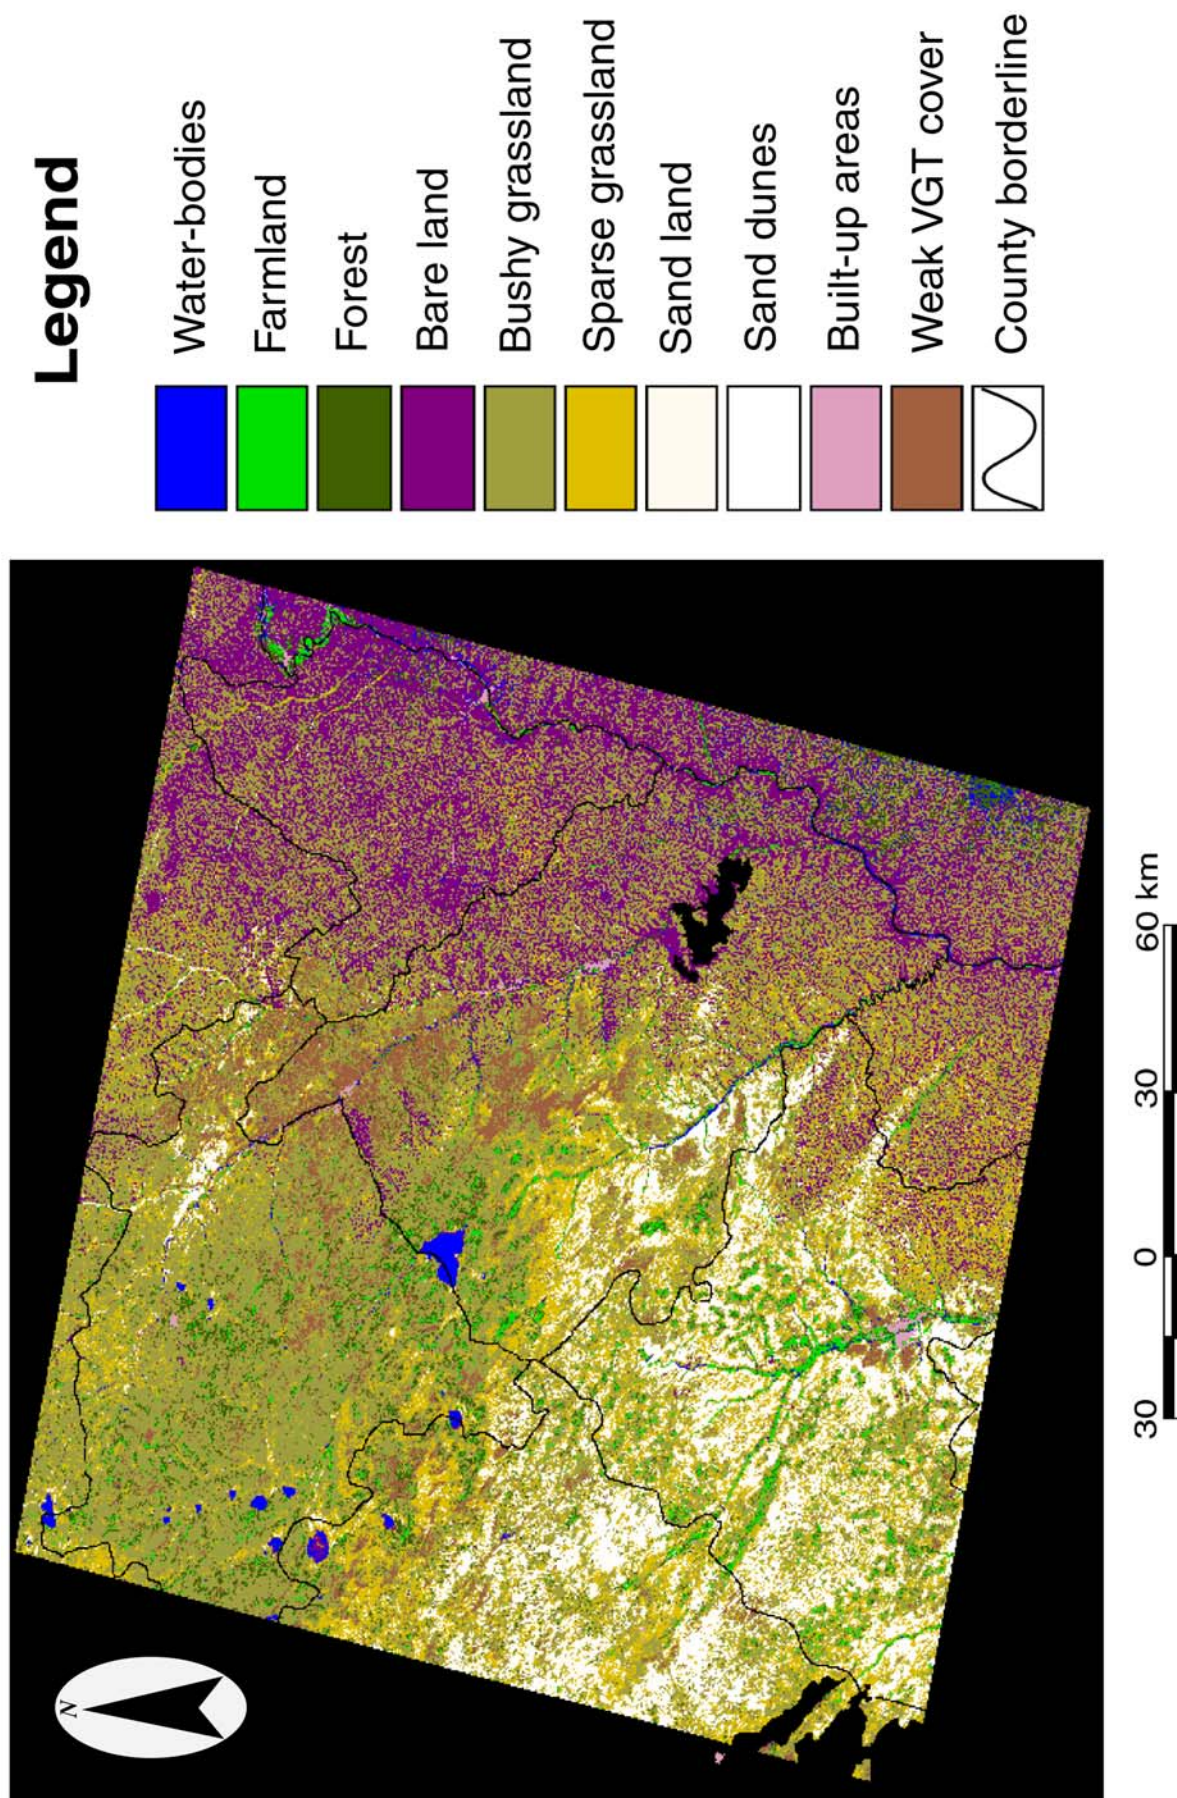 Legend
Water-bodies
Farmland
Forest
Bare land
Bushy grassland
Sparse grassland
Sand land
Sand dunes
Built-up areas
Weak VGT cover
County borderline
N
30 0 30 60 km